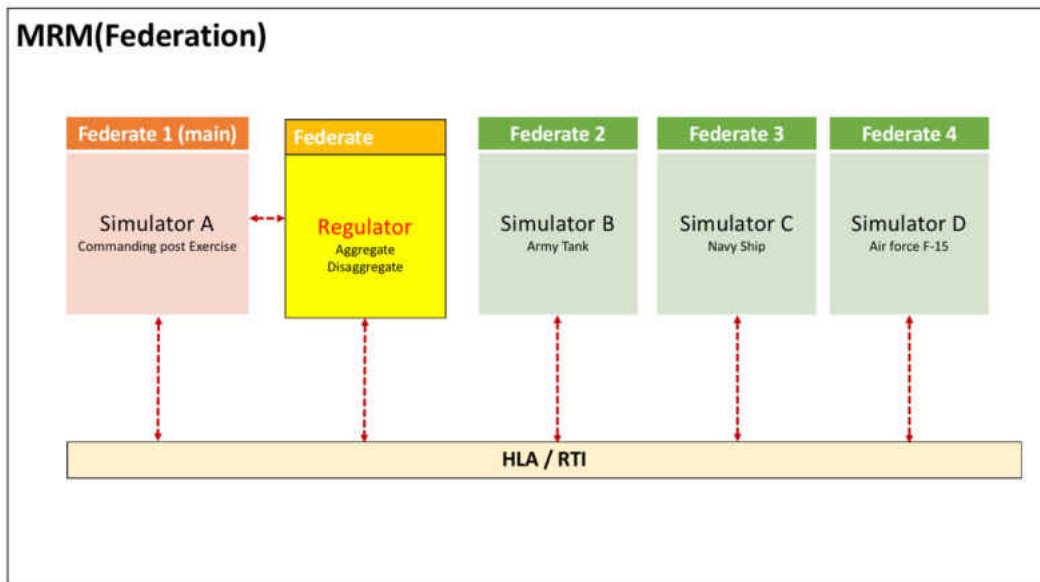 MRM(Federation)
Federate 1 (main)
Simulator A
Commanding post Exercise
Federate
Regulator
Aggregate
Disaggregate
Federate 2
Simulator B
Army Tank
Federate 3
Simulator C
Navy Ship
Federate 4
Simulator D
Air force F-15
HLA / RTI